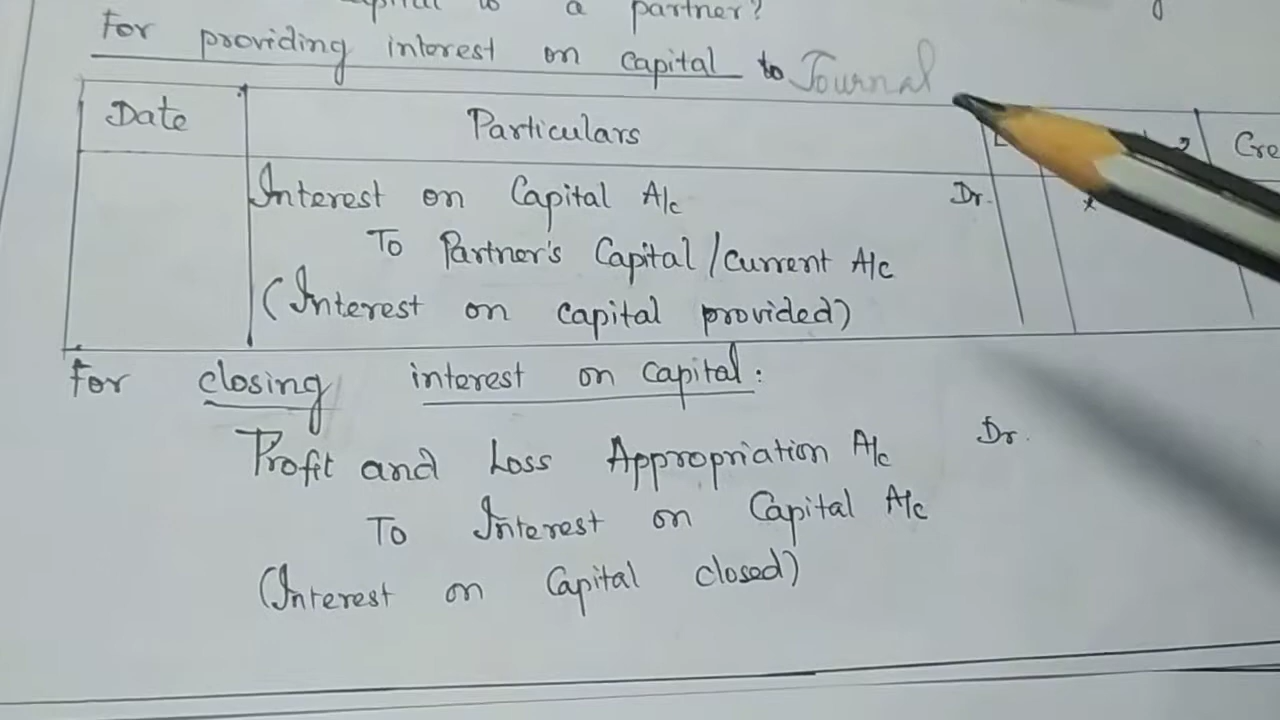 a partner?
For providing interest on capital to Journal
Date Particulars
Interest on Capital A/c Dr.
To Partner's Capital/Current A/c
(Interest on capital provided)
For closing interest on capital:
Profit and Loss Appropriation A/c Dr.
To Interest on Capital A/c
(Interest on Capital closed)